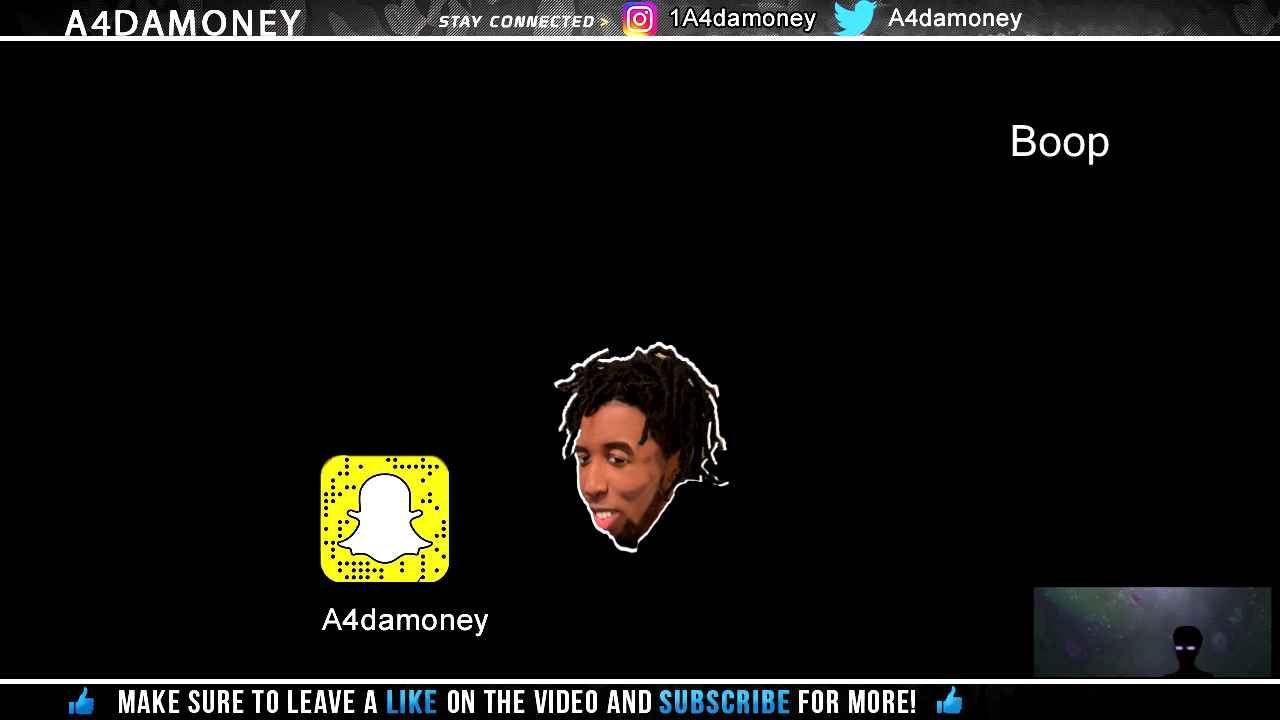 A4DAMONEY STAY CONNECTED > 1A4damoney A4damoney
Boop
A4damoney
MAKE SURE TO LEAVE A LIKE ON THE VIDEO AND SUBSCRIBE FOR MORE!